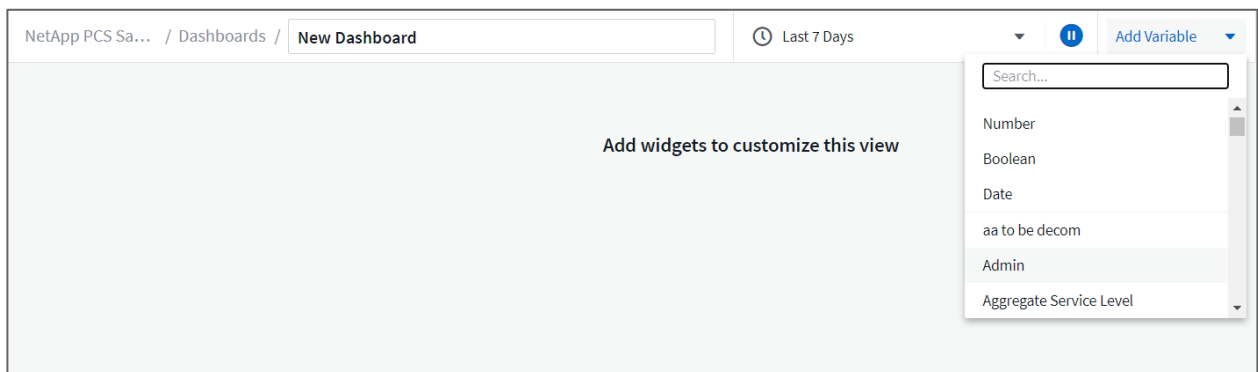 NetApp PCS Sa... / Dashboards / New Dashboard Last 7 Days Add Variable
Search...
Number
Add widgets to customize this view
Boolean
Date
aa to be decom
Admin
Aggregate Service Level